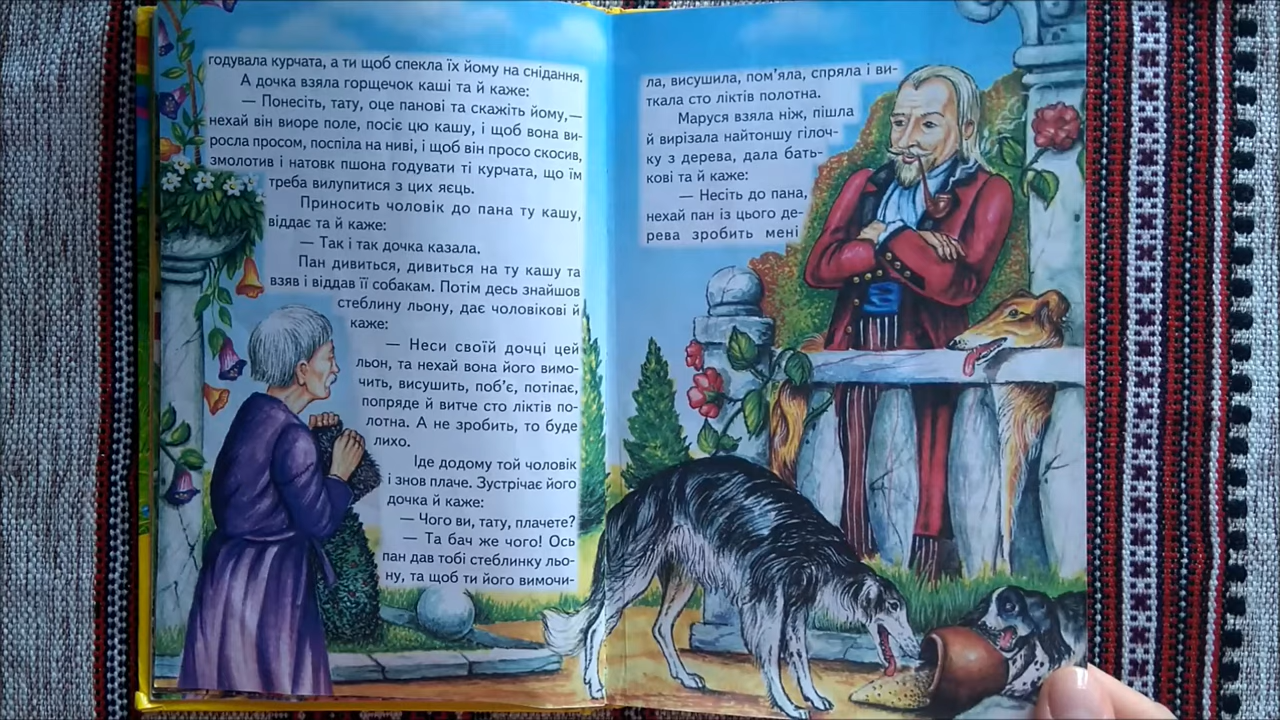 годувала курчата, а ти щоб спекла їх йому на снідання.
А дочка взяла горщечок каші та й каже:
— Понесіть, тату, оце панові та скажіть йому,—
нехай він виоре поле, посіє цю кашу, і щоб вона ви-
росла просом, поспіла на ниві, і щоб він просо скосив,
змолотив і натовк пшона годувати ті курчата, що їм
треба вилупитися з цих яєць.
Приносить чоловік до пана ту кашу,
віддає та й каже:
— Так і так дочка казала.
Пан дивиться, дивиться на ту кашу та
взяв і віддав її собакам. Потім десь знайшов
стеблину льону, дає чоловікові й
каже:
— Неси своїй дочці цей
льон, та нехай вона його вимо-
чить, висушить, поб’є, потіпає,
попряде й витче сто ліктів по-
лотна. А не зробить, то буде
лихо.
Іде додому той чоловік
і знов плаче. Зустрічає його
дочка й каже:
— Чого ви, тату, плачете?
— Та бач же чого! Ось
пан дав тобі стеблинку льо-
ну, та щоб ти його вимочи-
ла, висушила, пом’яла, спряла і ви-
ткала сто ліктів полотна.
Маруся взяла ніж, пішла
й вирізала найтоншу гілоч-
ку з дерева, дала бать-
кові та й каже:
— Несіть до пана,
нехай пан із цього де-
рева зробить мені